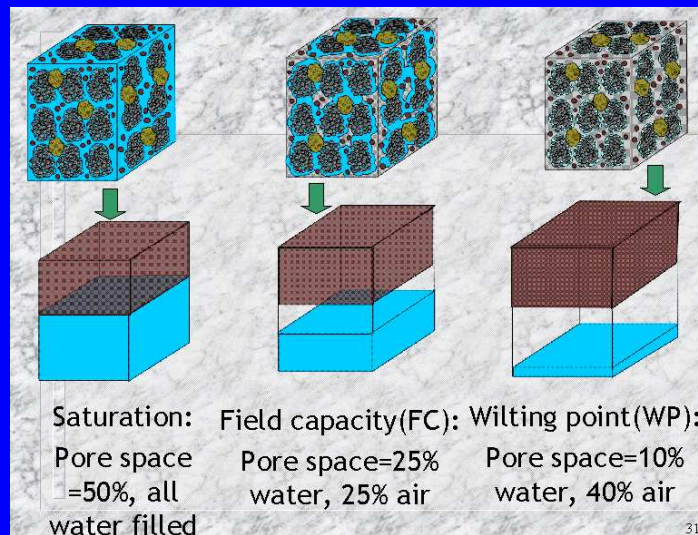 Saturation:
Pore space
=50%, all
water filled
Field capacity(FC):
Pore space=25%
water, 25% air
Wilting point(WP):
Pore space=10%
water, 40% air
31